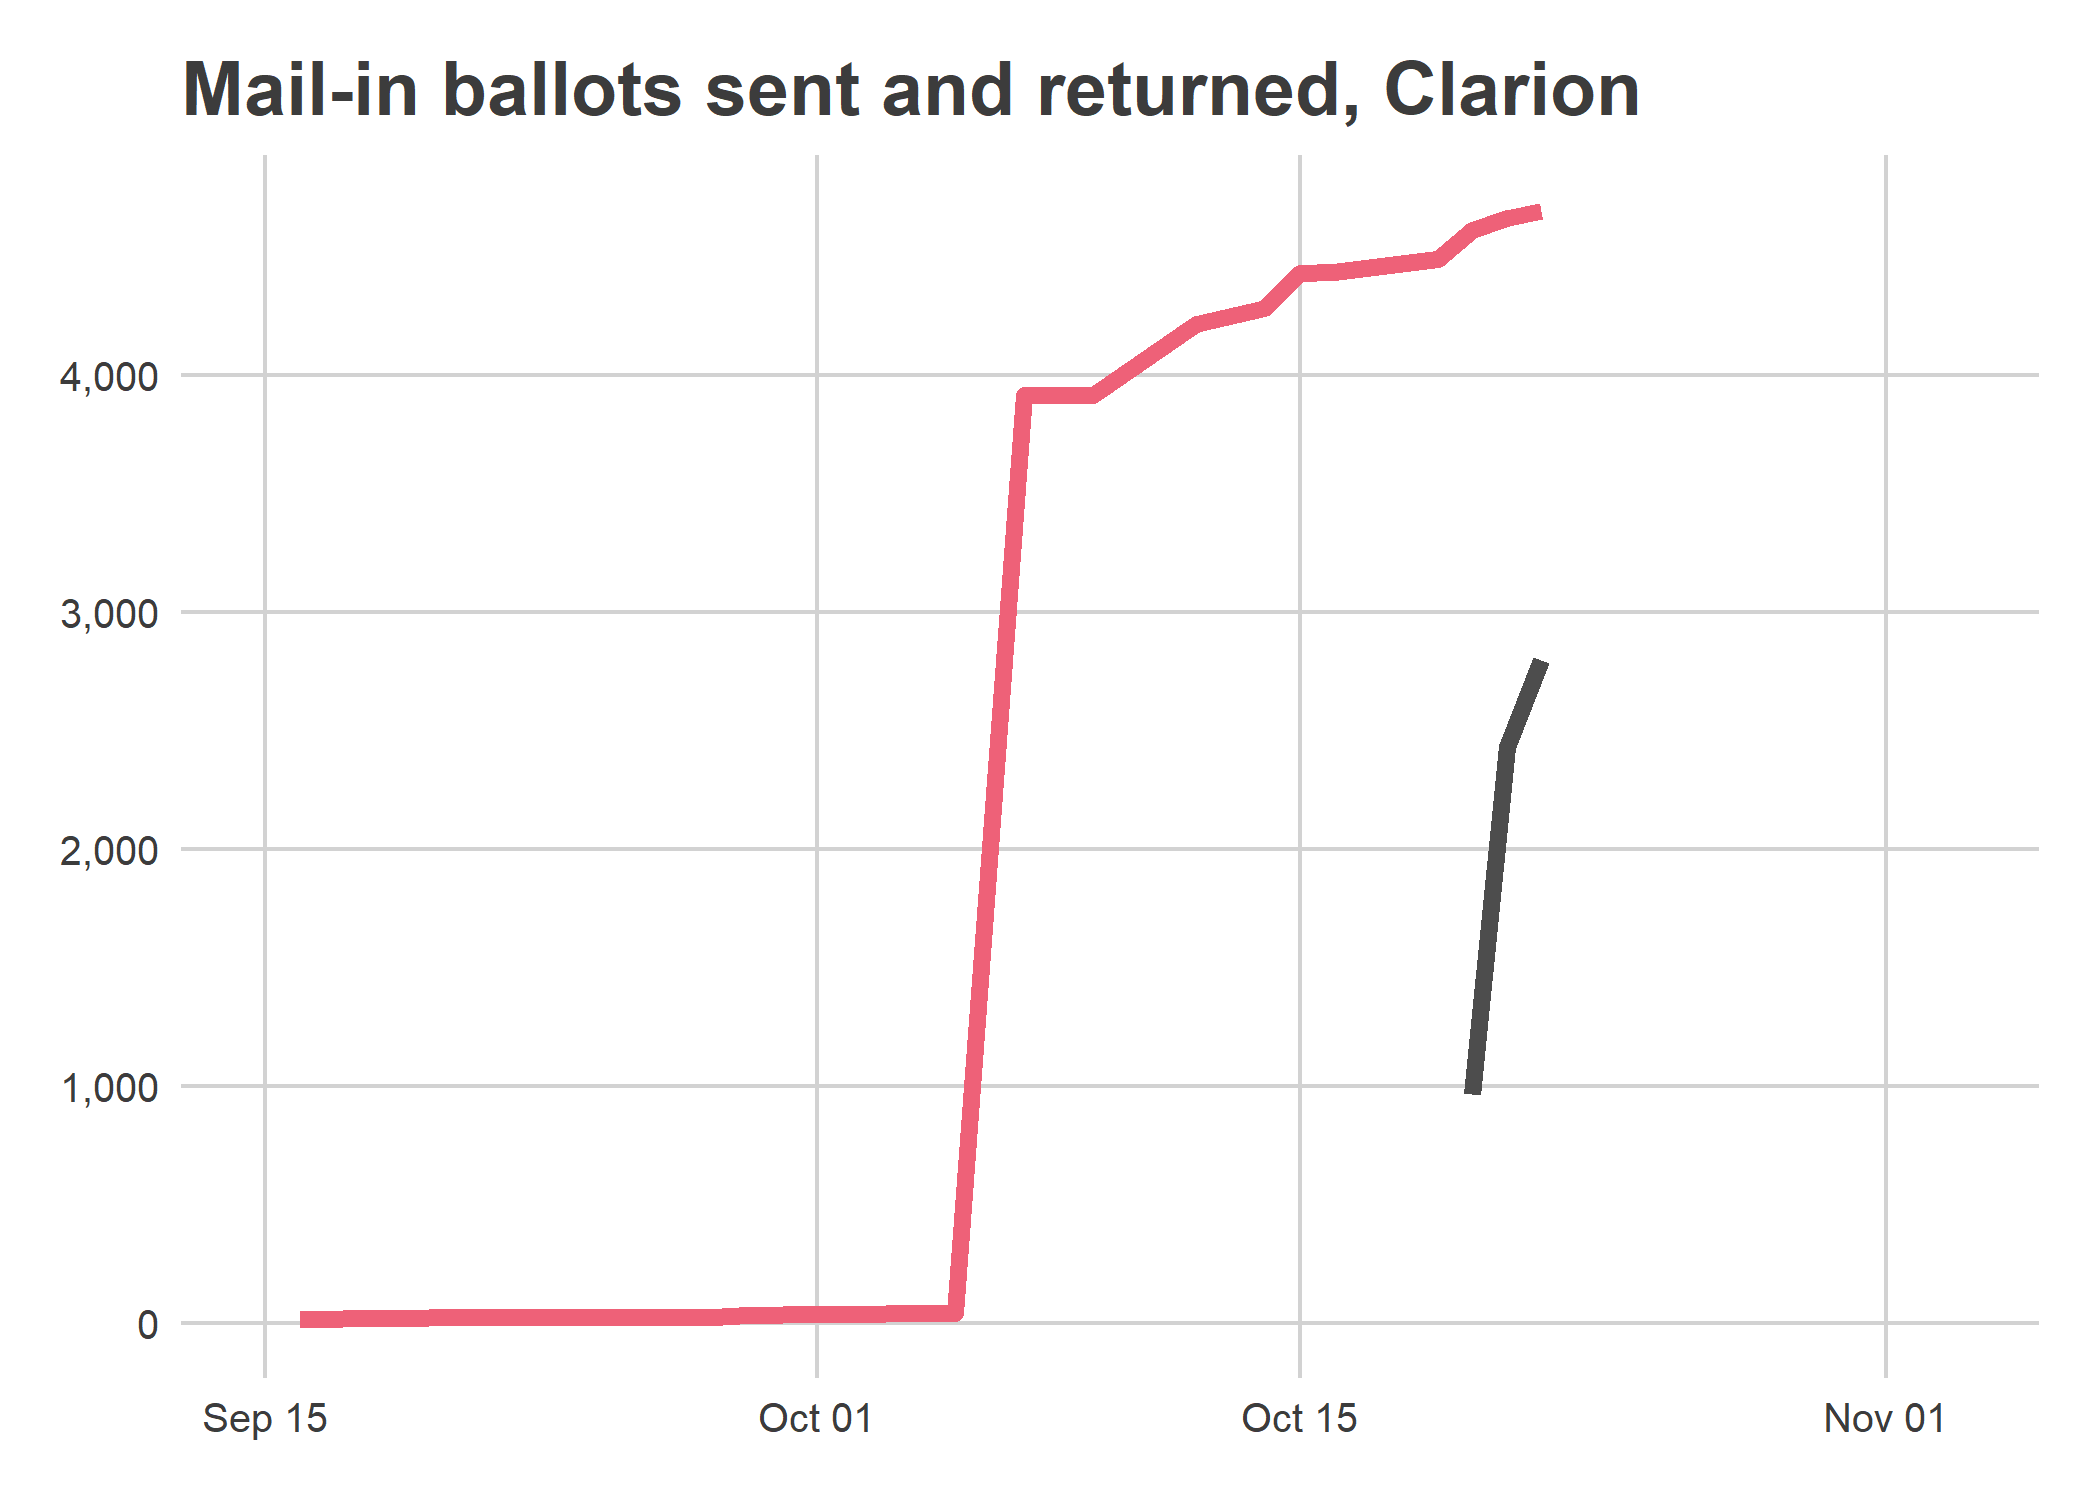 Mail-in ballots sent and returned, Clarion
4,000
3,000
2,000
1,000
0
Sep 15
Oct 01
Oct 15
Nov 01